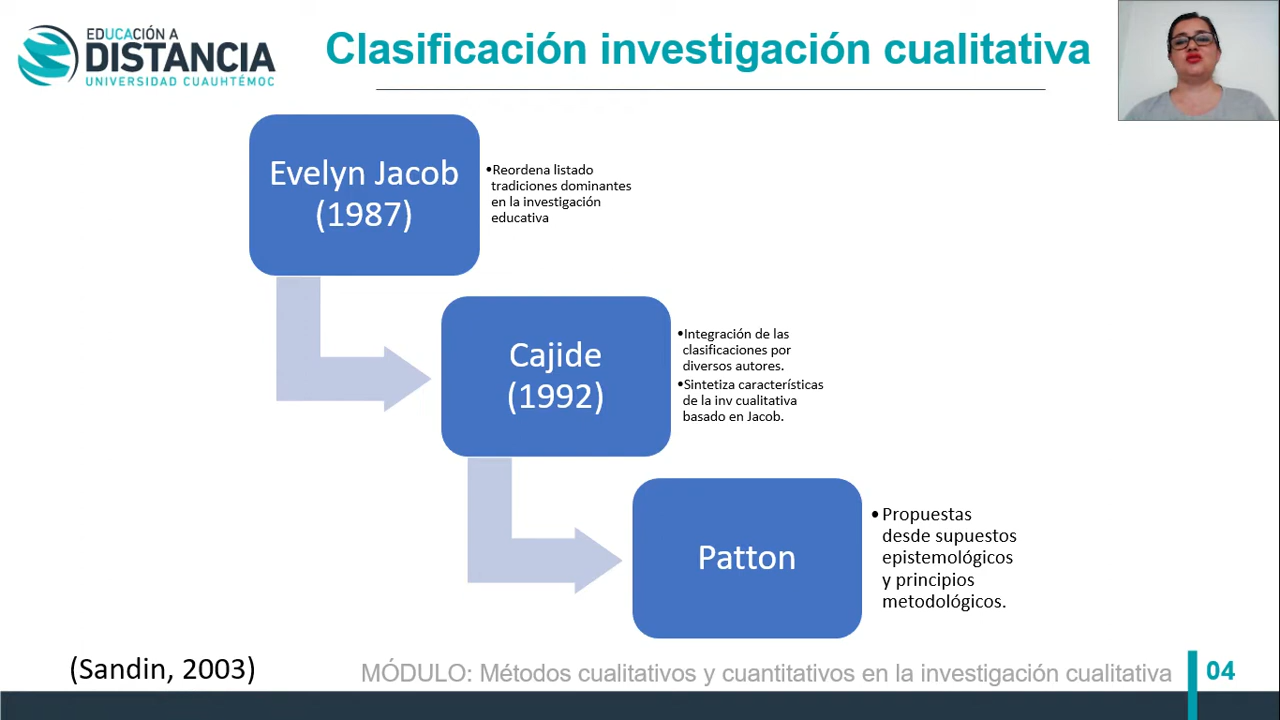 EDUCACIÓN A
DISTANCIA
UNIVERSIDAD CUAUHTÉMOC
Clasificación investigación cualitativa
Evelyn Jacob
(1987)
•Reordena listado
tradiciones dominantes
en la investigación
educativa
Cajide
(1992)
•Integración de las
clasificaciones por
diversos autores.
•Sintetiza características
de la inv cualitativa
basado en Jacob.
Patton
•Propuestas
desde supuestos
epistemológicos
y principios
metodológicos.
(Sandin, 2003)
MÓDULO: Métodos cualitativos y cuantitativos en la investigación cualitativa
04